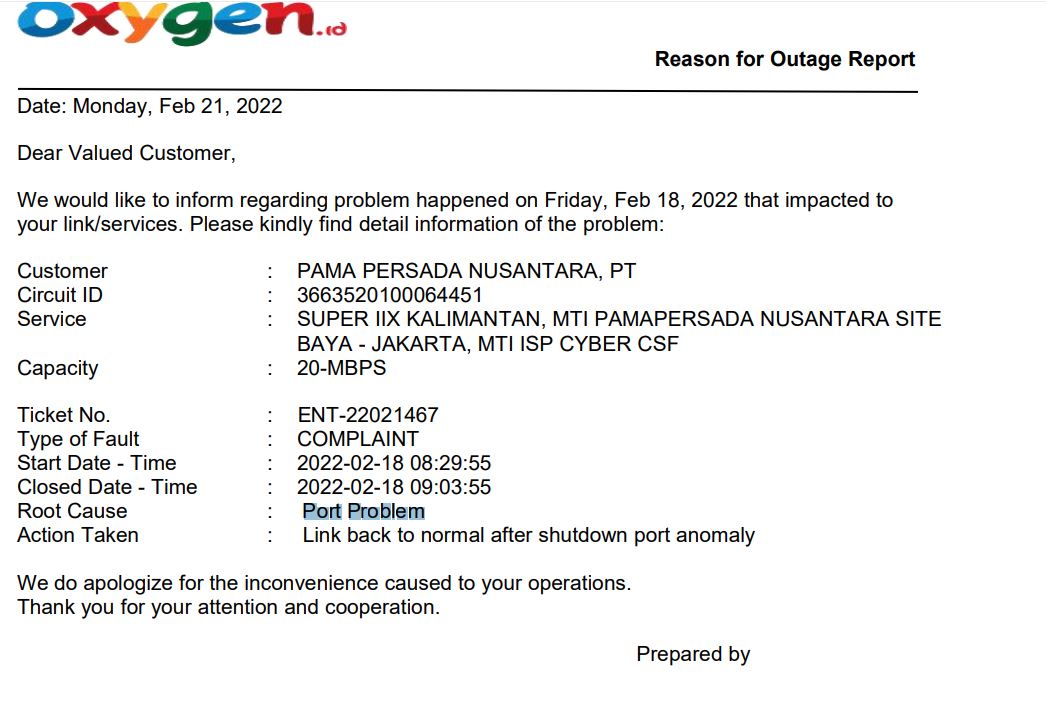 oxygen.id
Reason for Outage Report
Date: Monday, Feb 21, 2022
Dear Valued Customer,
We would like to inform regarding problem happened on Friday, Feb 18, 2022 that impacted to
your link/services. Please kindly find detail information of the problem:
Customer : PAMA PERSADA NUSANTARA, PT
Circuit ID : 3663520100064451
Service : SUPER IIX KALIMANTAN, MTI PAMAPERSADA NUSANTARA SITE
BAYA - JAKARTA, MTI ISP CYBER CSF
Capacity : 20-MBPS
Ticket No. : ENT-22021467
Type of Fault : COMPLAINT
Start Date - Time : 2022-02-18 08:29:55
Closed Date - Time : 2022-02-18 09:03:55
Root Cause : Port Problem
Action Taken : Link back to normal after shutdown port anomaly
We do apologize for the inconvenience caused to your operations.
Thank you for your attention and cooperation.
Prepared by